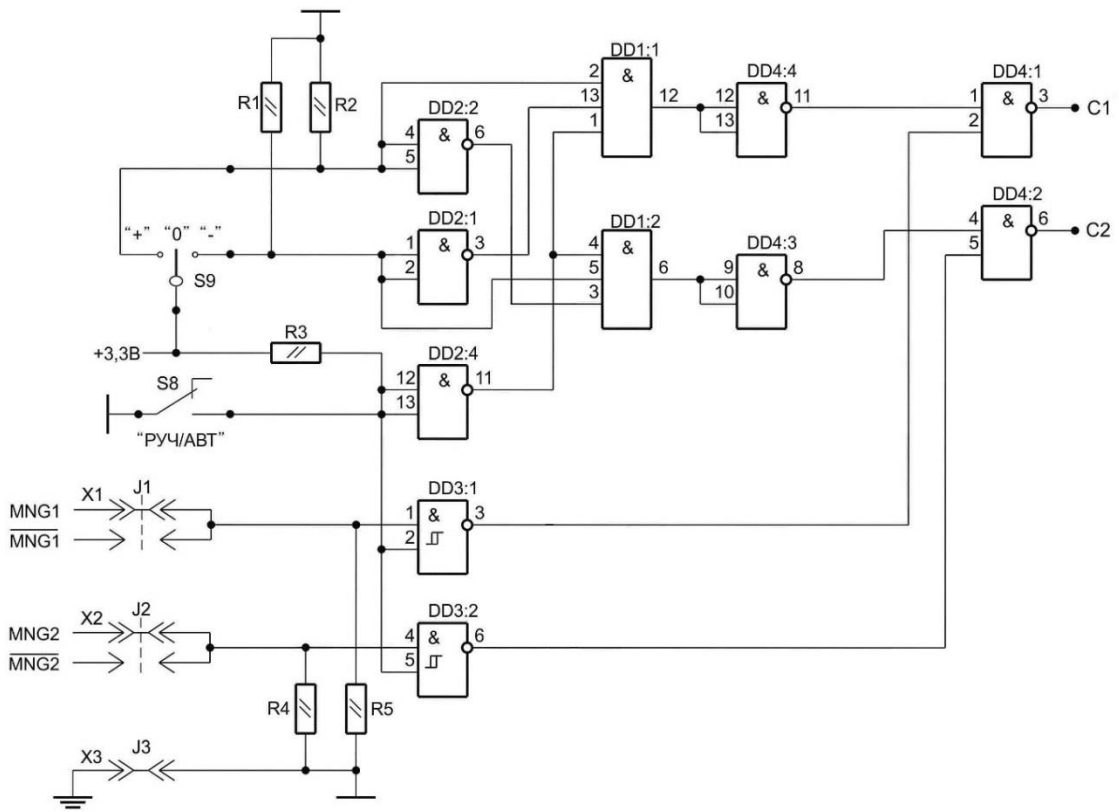 DD1:1
2
&
13
12
1
DD4:4
12
&
11
13
DD4:1
1
&
3
2
C1
R1
R2
DD2:2
4
&
6
5
DD4:2
4
&
6
5
C2
DD2:1
1
&
3
2
DD1:2
4
&
5
6
3
DD4:3
9
&
8
10
"+" "0" "-"
S9
+3,3В
R3
S8
"РУЧ/АВТ"
DD2:4
12
&
11
13
DD3:1
1
&
3
2
X1
J1
MNG1
MNG1
DD3:2
4
&
6
5
X2
J2
MNG2
MNG2
R4
R5
X3
J3